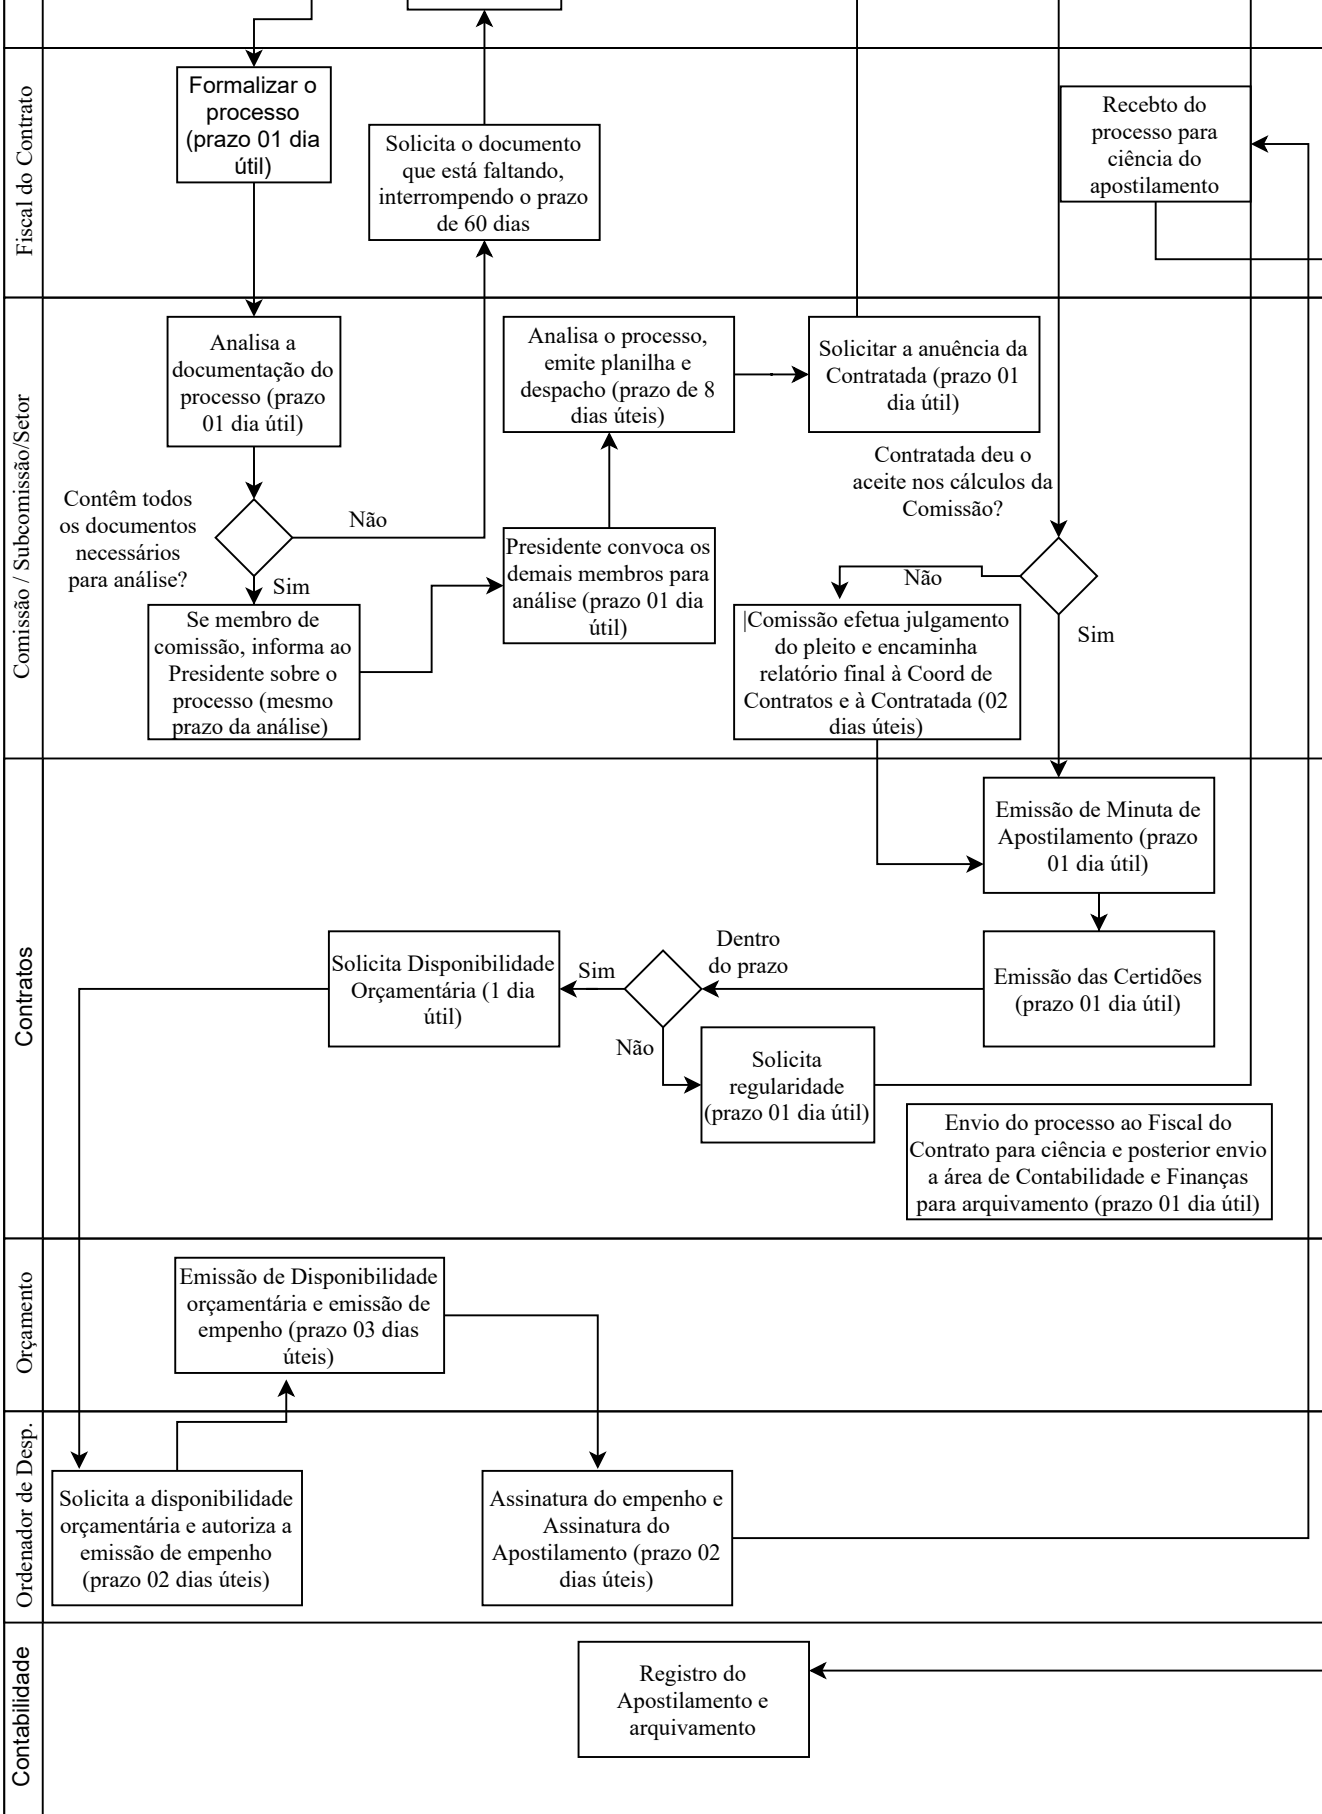 Fiscal do Contrato
Formalizar o
processo
(prazo 01 dia
útil)
Solicita o documento
que está faltando,
interrompendo o prazo
de 60 dias
Recebto do
processo para
ciência do
apostilamento
Comissão / Subcomissão/Setor
Analisa a
documentação do
processo (prazo
01 dia útil)
Contêm todos
os documentos
necessários
para análise?
Não
Sim
Se membro de
comissão, informa ao
Presidente sobre o
processo (mesmo
prazo da análise)
Presidente convoca os
demais membros para
análise (prazo 01 dia
útil)
Analisa o processo,
emite planilha e
despacho (prazo de 8
dias úteis)
Solicitar a anuência da
Contratada (prazo 01
dia útil)
Contratada deu o
aceite nos cálculos da
Comissão?
Não
Sim
|Comissão efetua julgamento
do pleito e encaminha
relatório final à Coord de
Contratos e à Contratada (02
dias úteis)
Contratos
Emissão de Minuta de
Apostilamento (prazo
01 dia útil)
Emissão das Certidões
(prazo 01 dia útil)
Dentro
do prazo
Sim
Não
Solicita Disponibilidade
Orçamentária (1 dia
útil)
Solicita
regularidade
(prazo 01 dia útil)
Envio do processo ao Fiscal do
Contrato para ciência e posterior envio
a área de Contabilidade e Finanças
para arquivamento (prazo 01 dia útil)
Orçamento
Emissão de Disponibilidade
orçamentária e emissão de
empenho (prazo 03 dias
úteis)
Ordenador de Desp.
Solicita a disponibilidade
orçamentária e autoriza a
emissão de empenho
(prazo 02 dias úteis)
Assinatura do empenho e
Assinatura do
Apostilamento (prazo 02
dias úteis)
Contabilidade
Registro do
Apostilamento e
arquivamento